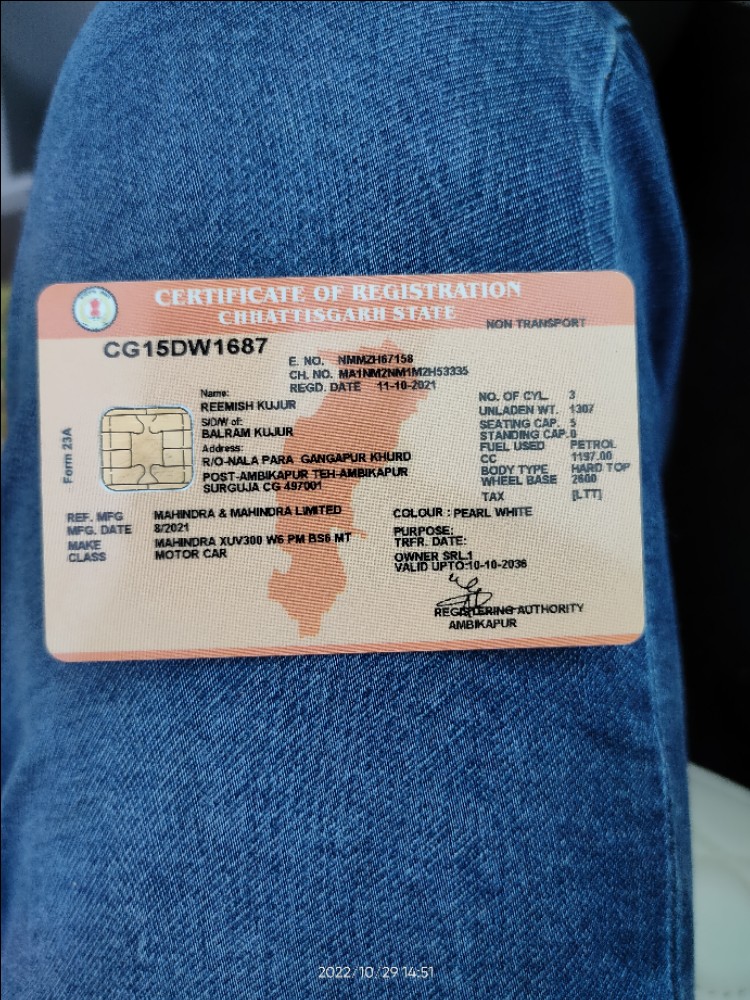 CERTIFICATE OF REGISTRATION
CHHATTISGARH STATE
NON TRANSPORT
CG15DW1687
E. NO. NMMZH67158
CH. NO. MA1NM2NM1M2H53335
REGD. DATE 11-10-2021
Name:
REEMISH KUJUR
S/D/W of:
BALRAM KUJUR
Address:
R/O-NALA PARA GANGAPUR KHURD
POST-AMBIKAPUR TEH-AMBIKAPUR
SURGUJA CG 497001
Form 23A
NO. OF CYL. 3
UNLADEN WT. 1307
SEATING CAP. 5
STANDING CAP.0
FUEL USED PETROL
CC 1197.00
BODY TYPE HARD TOP
WHEEL BASE 2600
TAX [LTT]
REF. MFG MAHINDRA & MAHINDRA LIMITED
MFG. DATE 8/2021
MAKE MAHINDRA XUV300 W6 PM BS6 MT
CLASS MOTOR CAR
COLOUR : PEARL WHITE
PURPOSE:
TRFR. DATE:
OWNER SRL.1
VALID UPTO:10-10-2036
REGISTERING AUTHORITY
AMBIKAPUR
2022/10/29 14:51